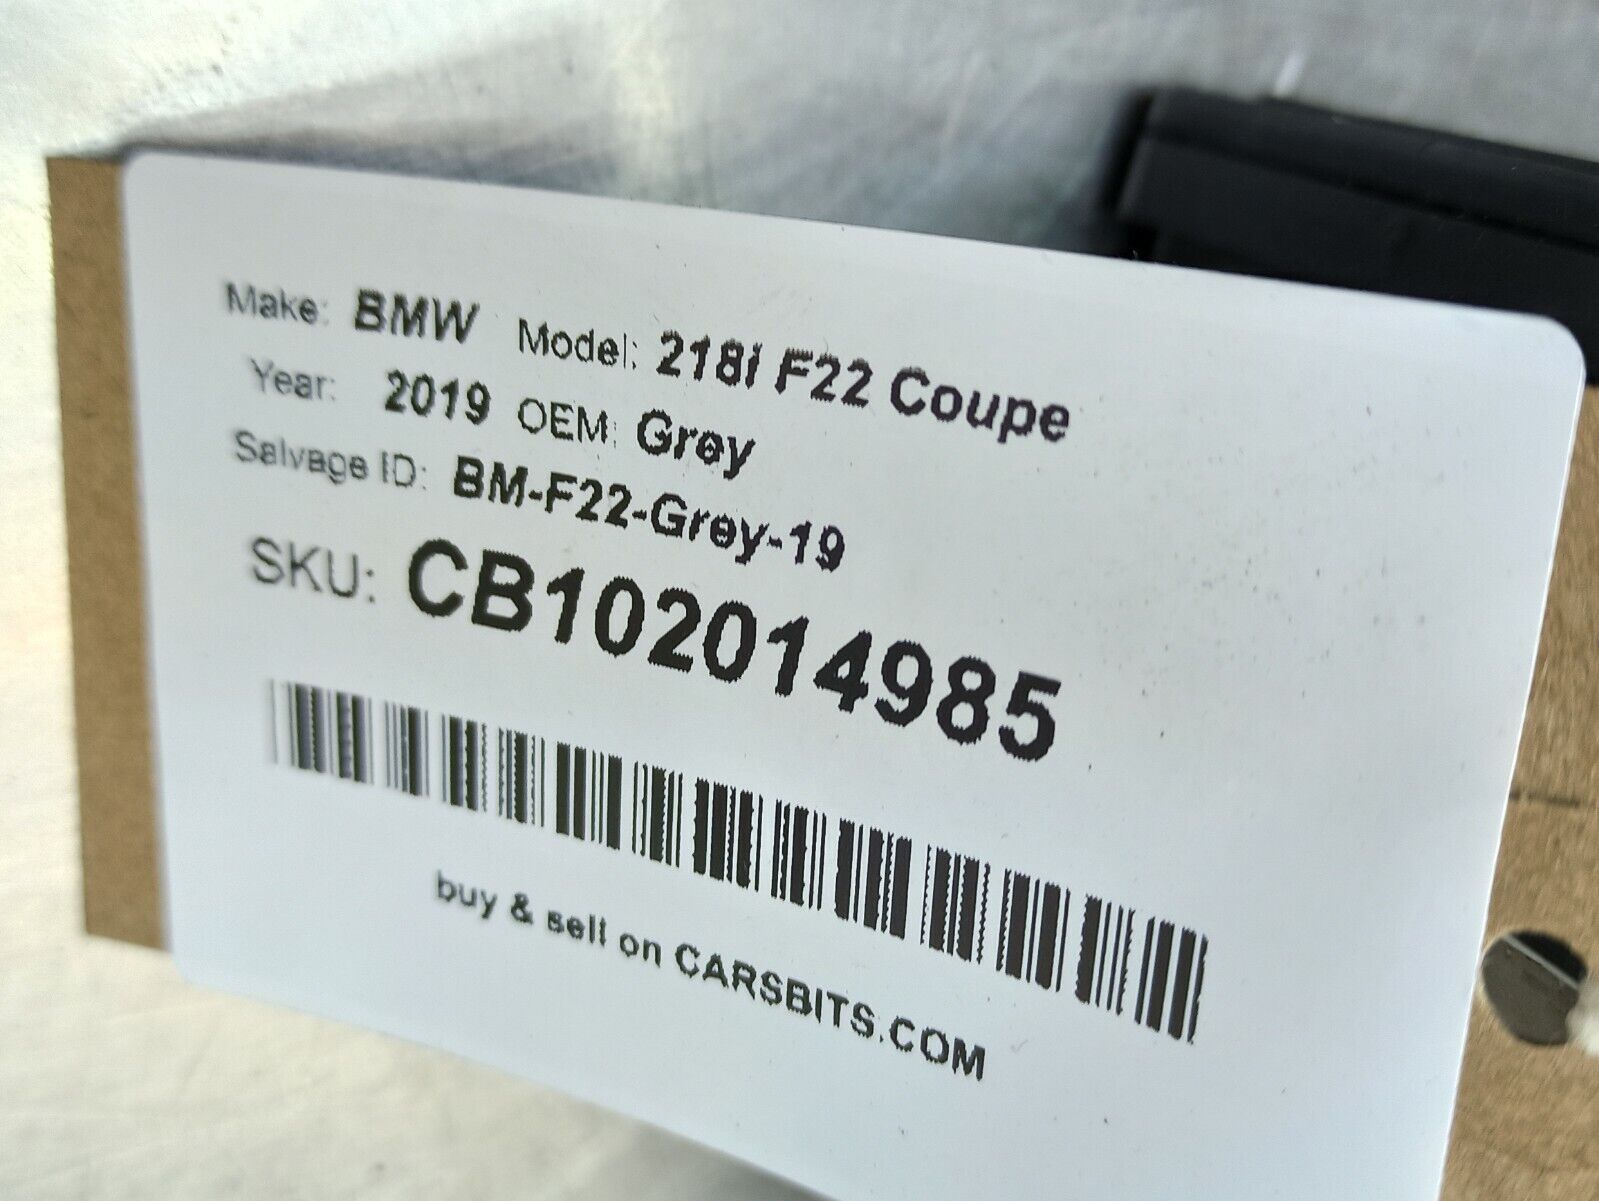 Make: BMW Model: 218i F22 Coupe
Year: 2019 OEM: Grey
Salvage ID: BM-F22-Grey-19
SKU: CB102014985
buy & sell on CARSBITS.COM